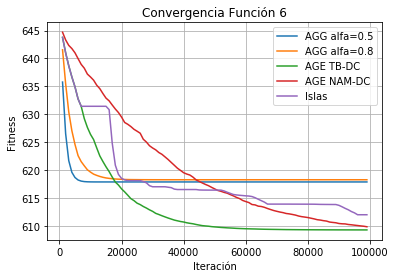 Convergencia Función 6
AGG alfa=0.5
AGG alfa=0.8
AGE TB-DC
AGE NAM-DC
Islas
Fitness
645
640
635
630
625
620
615
610
0 20000 40000 60000 80000 100000
Iteración